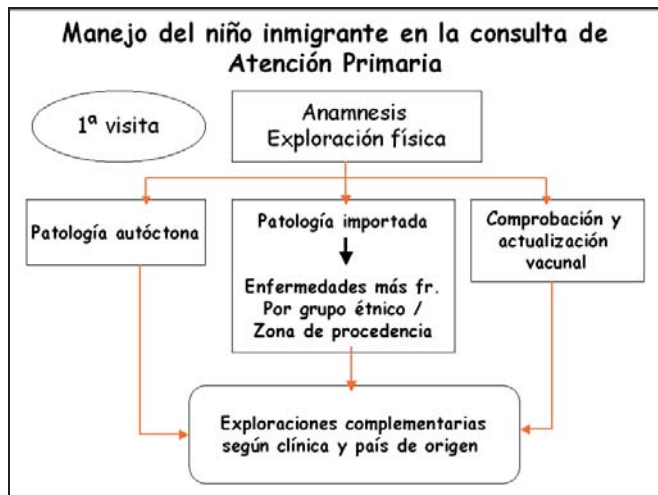 Manejo del niño inmigrante en la consulta de
Atención Primaria
1ª visita
Anamnesis
Exploración física
Patología autóctona
Patología importada
Enfermedades más fr.
Por grupo étnico /
Zona de procedencia
Comprobación y
actualización
vacunal
Exploraciones complementarias
según clínica y país de origen